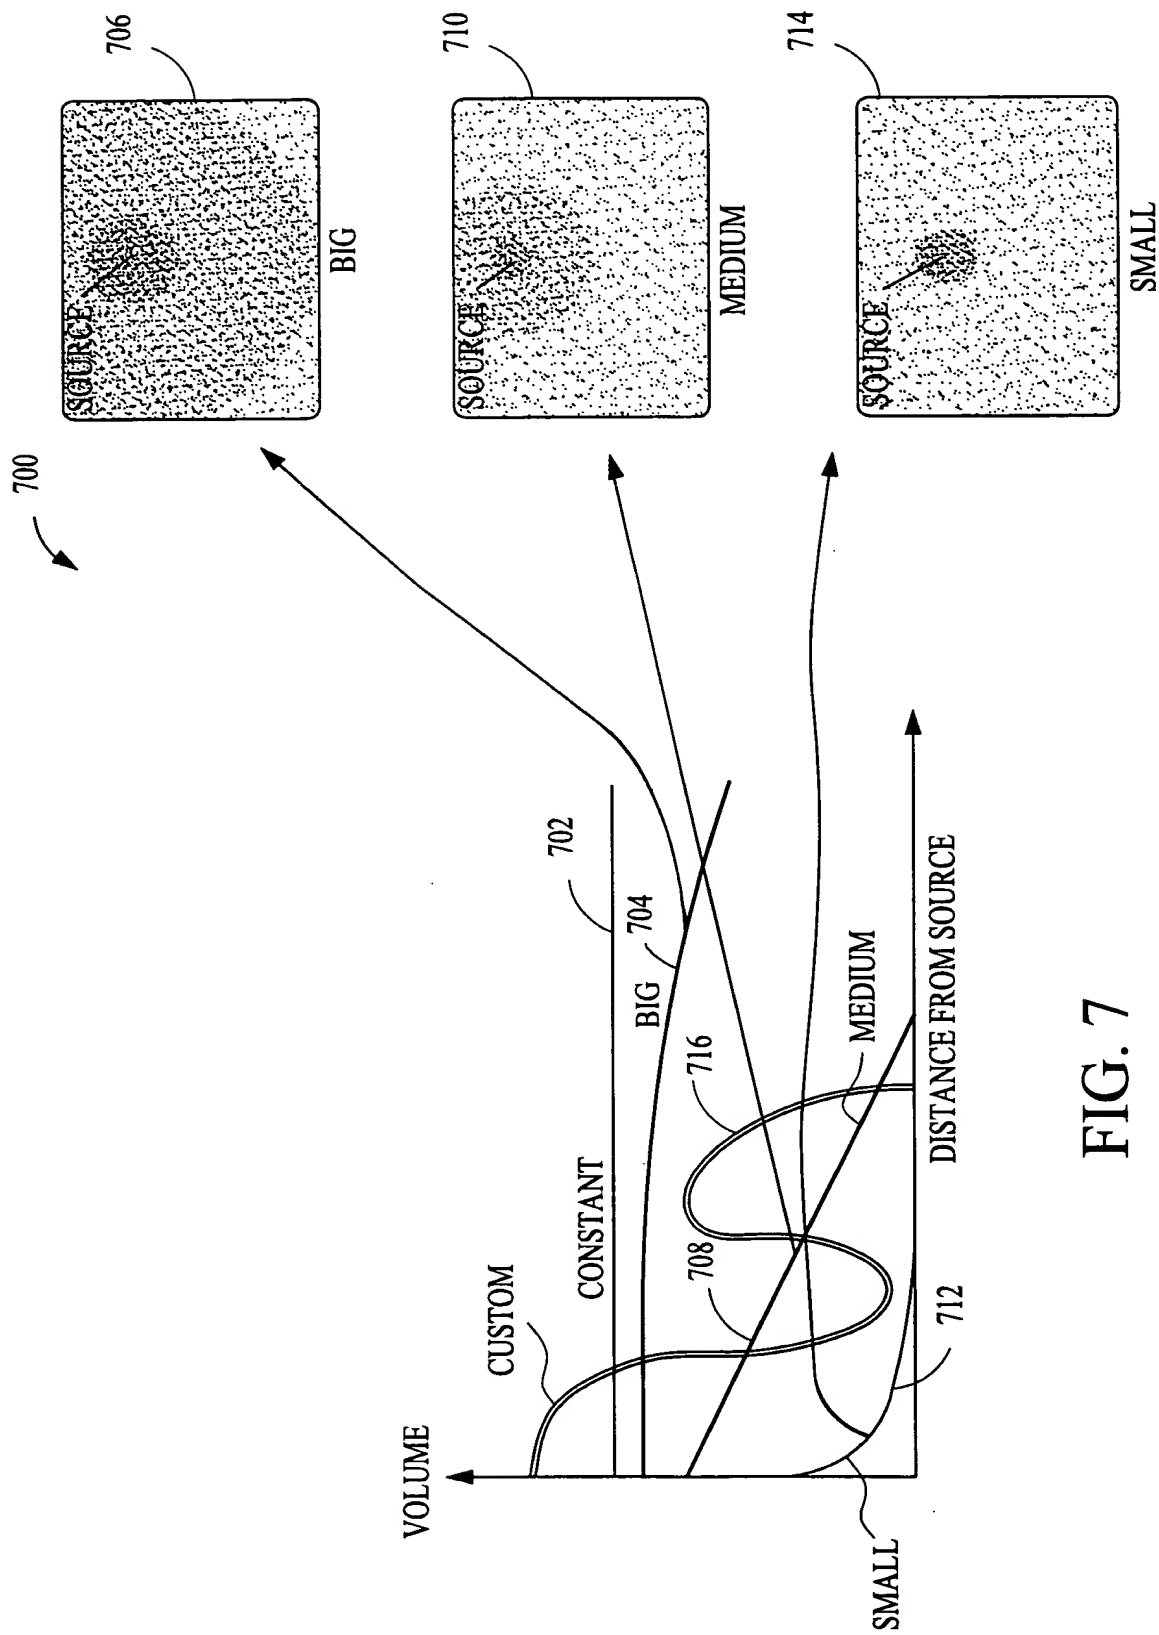 700
706
SOURCE
BIG
710
SOURCE
MEDIUM
714
SOURCE
SMALL
VOLUME
CUSTOM
CONSTANT
702
BIG
704
708
716
MEDIUM
SMALL
712
DISTANCE FROM SOURCE
FIG. 7